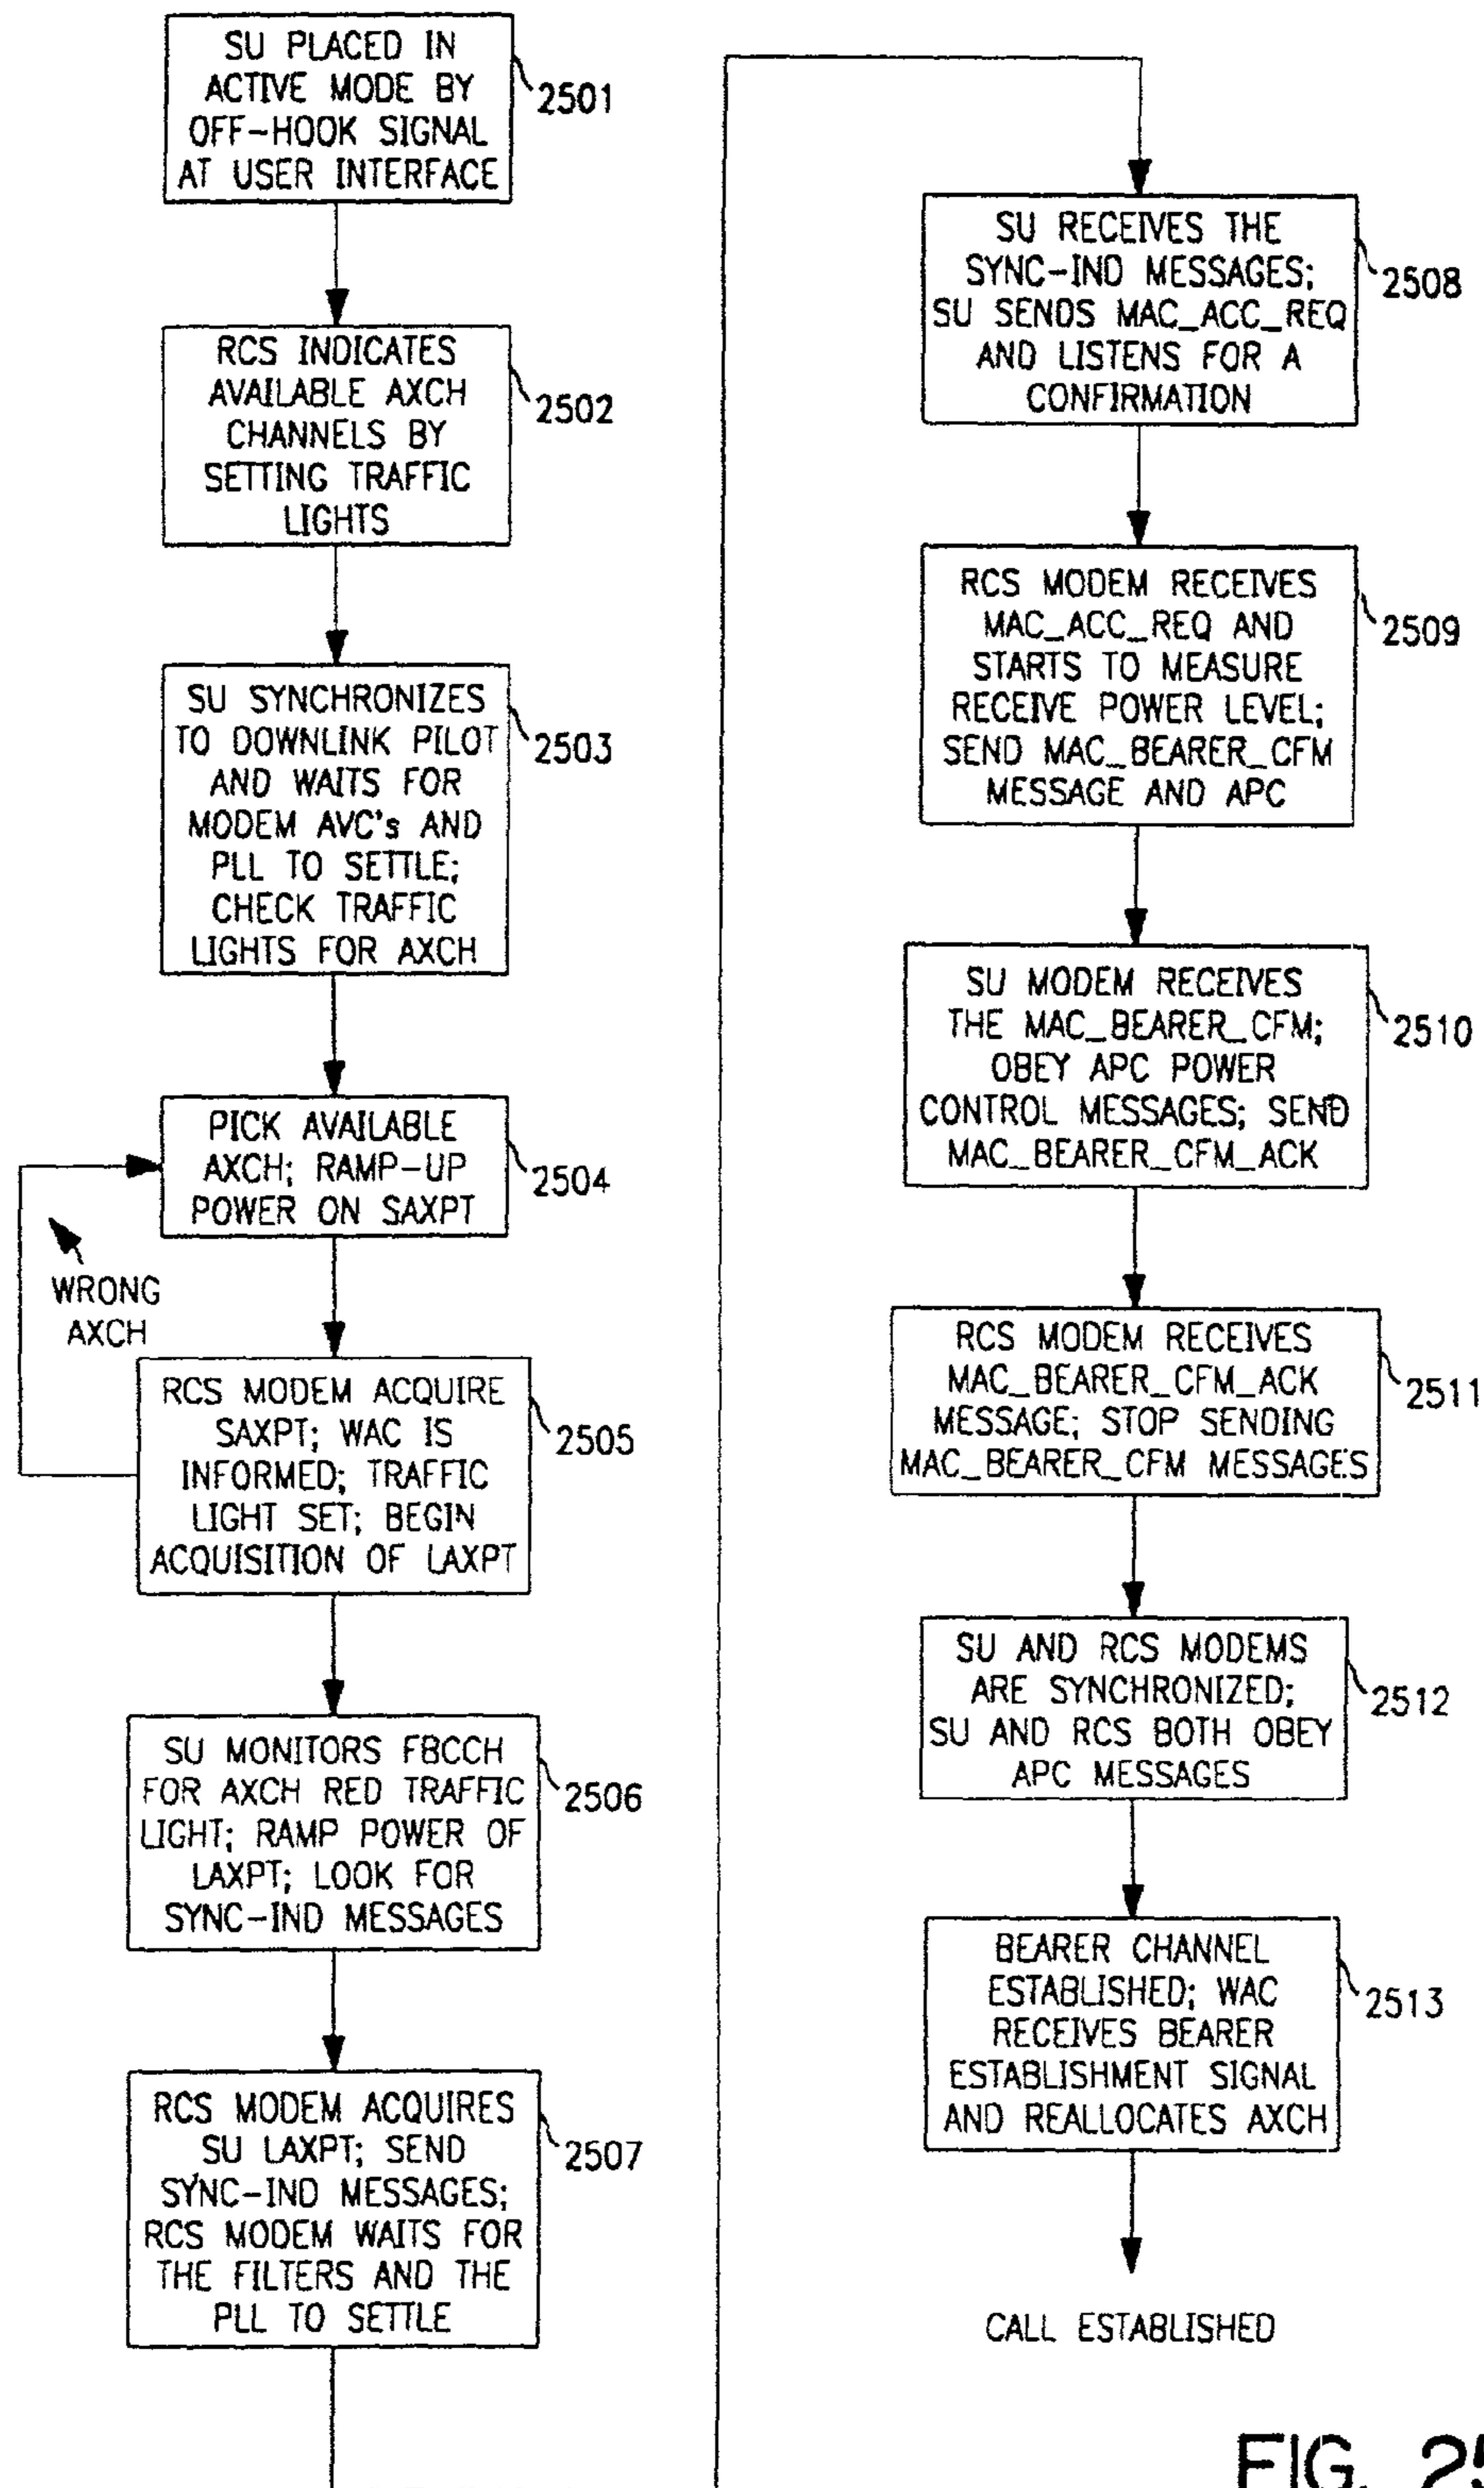 SU PLACED IN
ACTIVE MODE BY
OFF-HOOK SIGNAL
AT USER INTERFACE
2501
RCS INDICATES
AVAILABLE AXCH
CHANNELS BY
SETTING TRAFFIC
LIGHTS
2502
SU SYNCHRONIZES
TO DOWNLINK PILOT
AND WAITS FOR
MODEM AVC's AND
PLL TO SETTLE;
CHECK TRAFFIC
LIGHTS FOR AXCH
2503
PICK AVAILABLE
AXCH; RAMP-UP
POWER ON SAXPT
2504
WRONG
AXCH
RCS MODEM ACQUIRE
SAXPT; WAC IS
INFORMED; TRAFFIC
LIGHT SET; BEGIN
ACQUISITION OF LAXPT
2505
SU MONITORS FBCCH
FOR AXCH RED TRAFFIC
LIGHT; RAMP POWER OF
LAXPT; LOOK FOR
SYNC-IND MESSAGES
2506
RCS MODEM ACQUIRES
SU LAXPT; SEND
SYNC-IND MESSAGES;
RCS MODEM WAITS FOR
THE FILTERS AND THE
PLL TO SETTLE
2507
SU RECEIVES THE
SYNC-IND MESSAGES;
SU SENDS MAC_ACC_REQ
AND LISTENS FOR A
CONFIRMATION
2508
RCS MODEM RECEIVES
MAC_ACC_REQ AND
STARTS TO MEASURE
RECEIVE POWER LEVEL;
SEND MAC_BEARER_CFM
MESSAGE AND APC
2509
SU MODEM RECEIVES
THE MAC_BEARER_CFM;
OBEY APC POWER
CONTROL MESSAGES; SEND
MAC_BEARER_CFM_ACK
2510
RCS MODEM RECEIVES
MAC_BEARER_CFM_ACK
MESSAGE; STOP SENDING
MAC_BEARER_CFM MESSAGES
2511
SU AND RCS MODEMS
ARE SYNCHRONIZED;
SU AND RCS BOTH OBEY
APC MESSAGES
2512
BEARER CHANNEL
ESTABLISHED; WAC
RECEIVES BEARER
ESTABLISHMENT SIGNAL
AND REALLOCATES AXCH
2513
CALL ESTABLISHED
FIG. 25